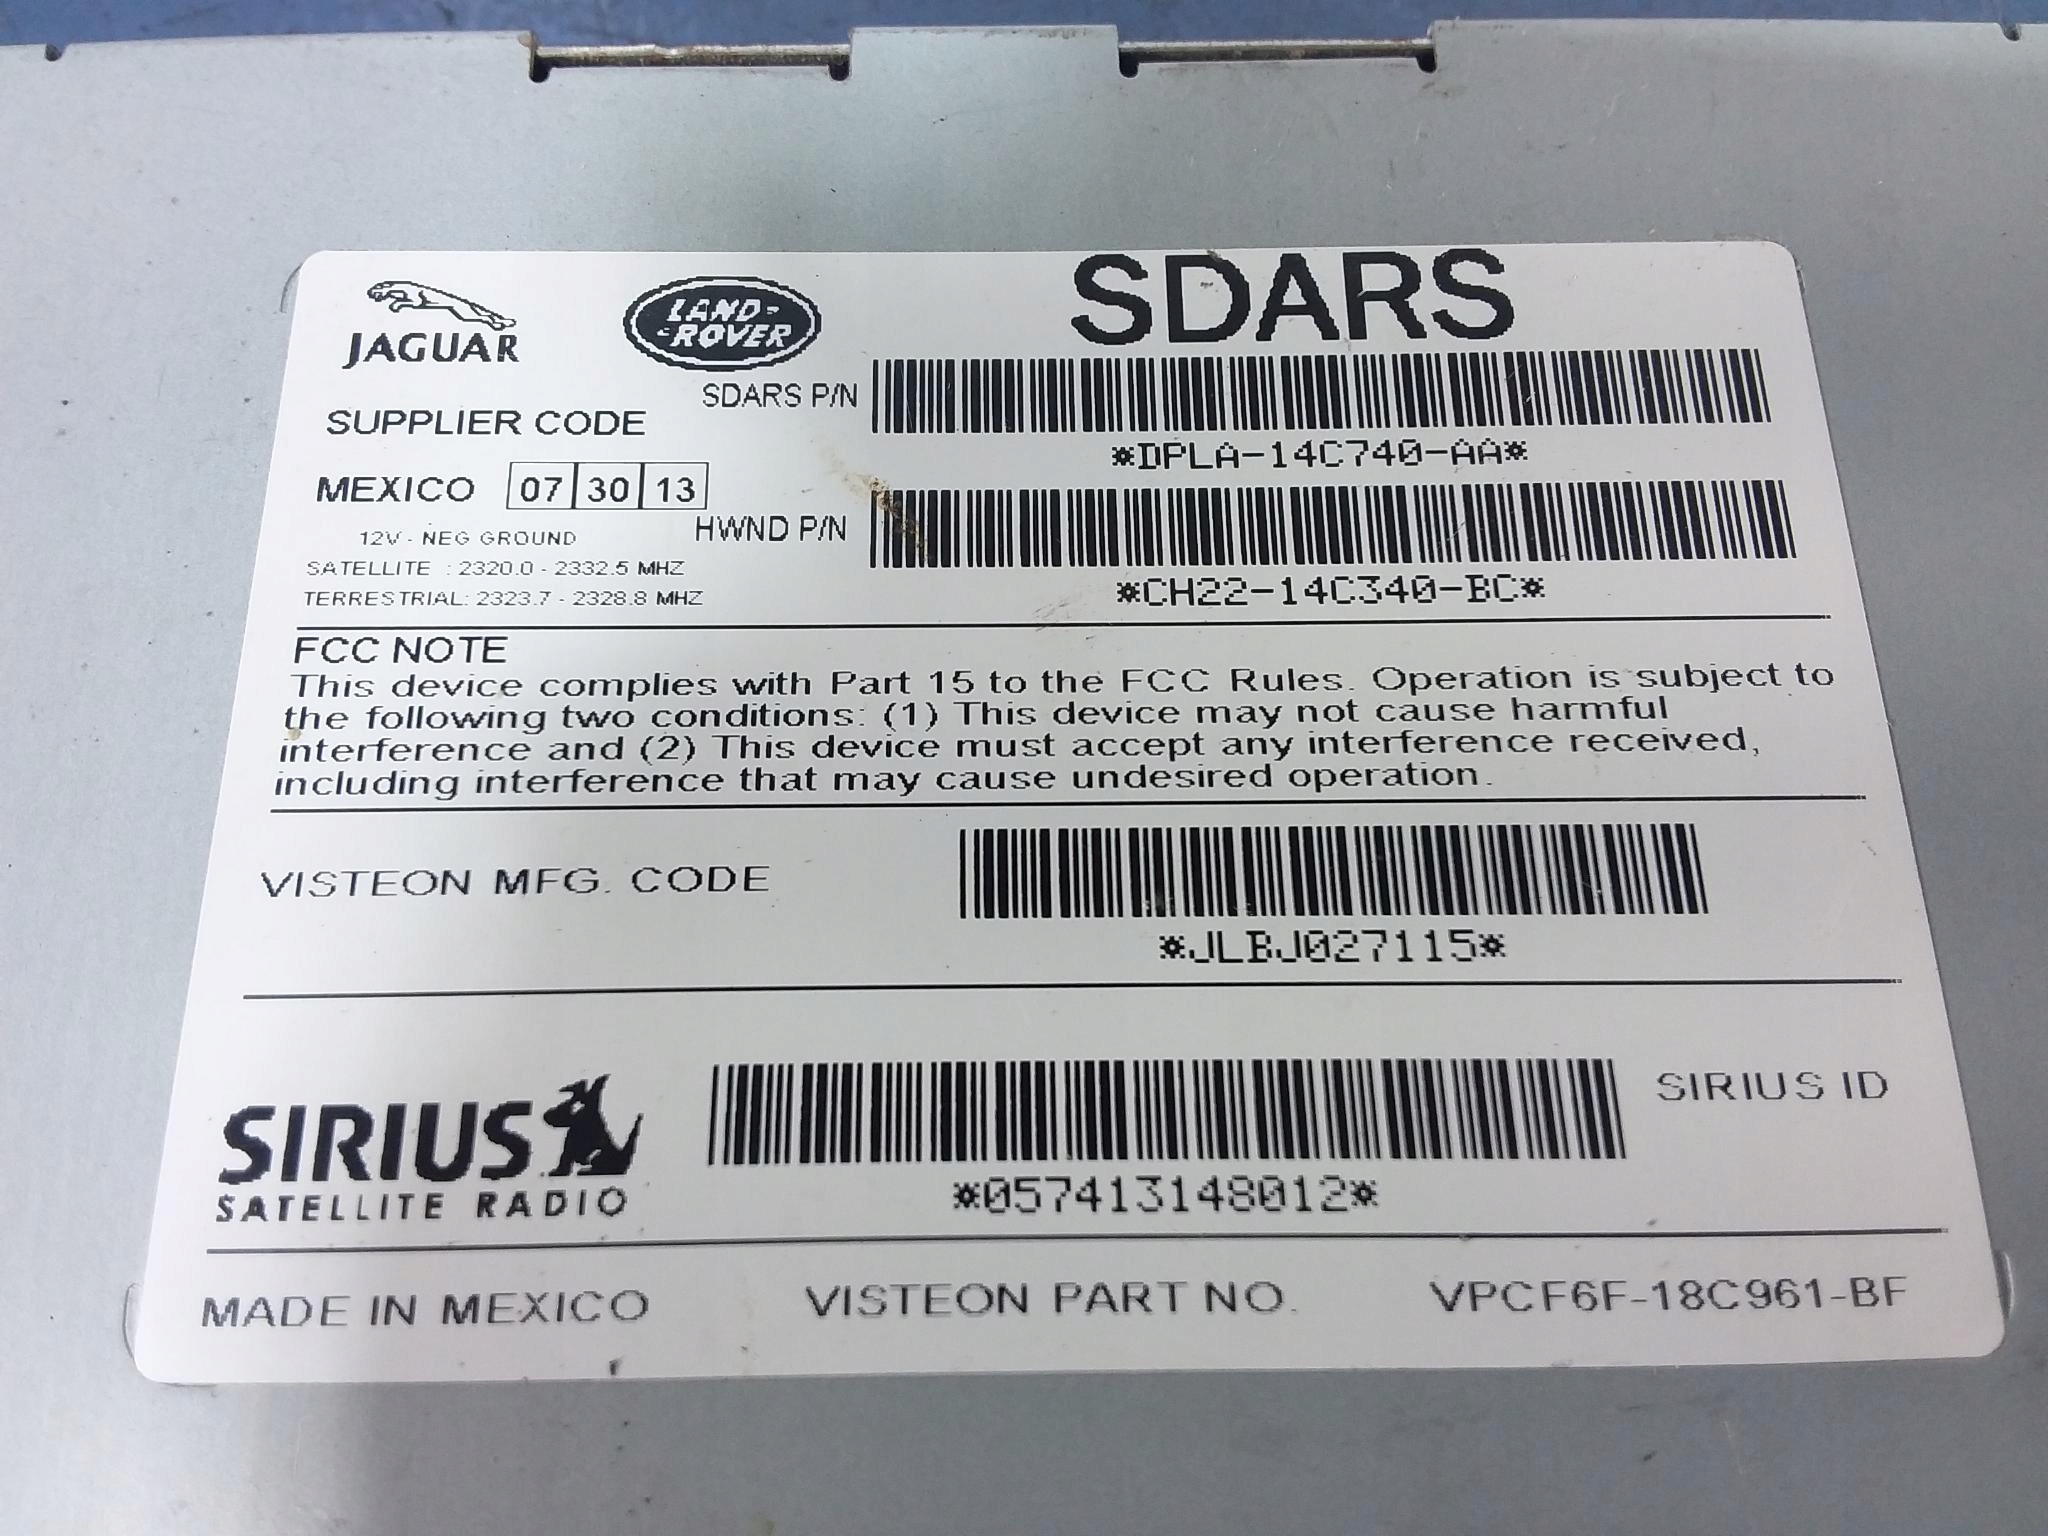 JAGUAR
LAND-
-ROVER
SDARS
SDARS P/N
*DPLA-14C740-AA*
SUPPLIER CODE
MEXICO 07 30 13
HWND P/N
*CH22-14C340-BC*
12V - NEG GROUND
SATELLITE : 2320.0 - 2332.5 MHZ
TERRESTRIAL: 2323.7 - 2328.8 MHZ
FCC NOTE
This device complies with Part 15 to the FCC Rules. Operation is subject to
the following two conditions: (1) This device may not cause harmful
interference and (2) This device must accept any interference received,
including interference that may cause undesired operation.
VISTEON MFG. CODE
*JLBJ027115*
SIRIUS
SATELLITE RADIO
*057413148012*
SIRIUS ID
MADE IN MEXICO VISTEON PART NO. VPCF6F-18C961-BF